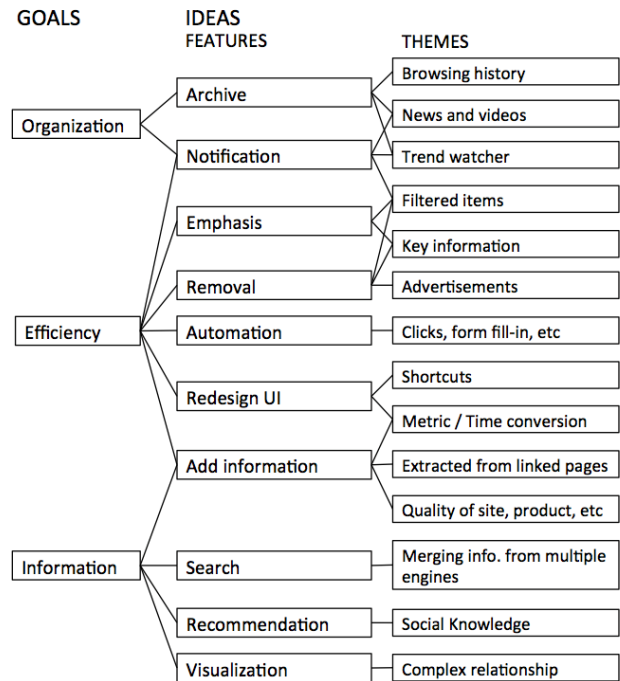 GOALS
IDEAS
FEATURES
THEMES
Organization
Efficiency
Information
Archive
Notification
Emphasis
Removal
Automation
Redesign UI
Add information
Search
Recommendation
Visualization
Browsing history
News and videos
Trend watcher
Filtered items
Key information
Advertisements
Clicks, form fill-in, etc
Shortcuts
Metric / Time conversion
Extracted from linked pages
Quality of site, product, etc
Merging info. from multiple
engines
Social Knowledge
Complex relationship